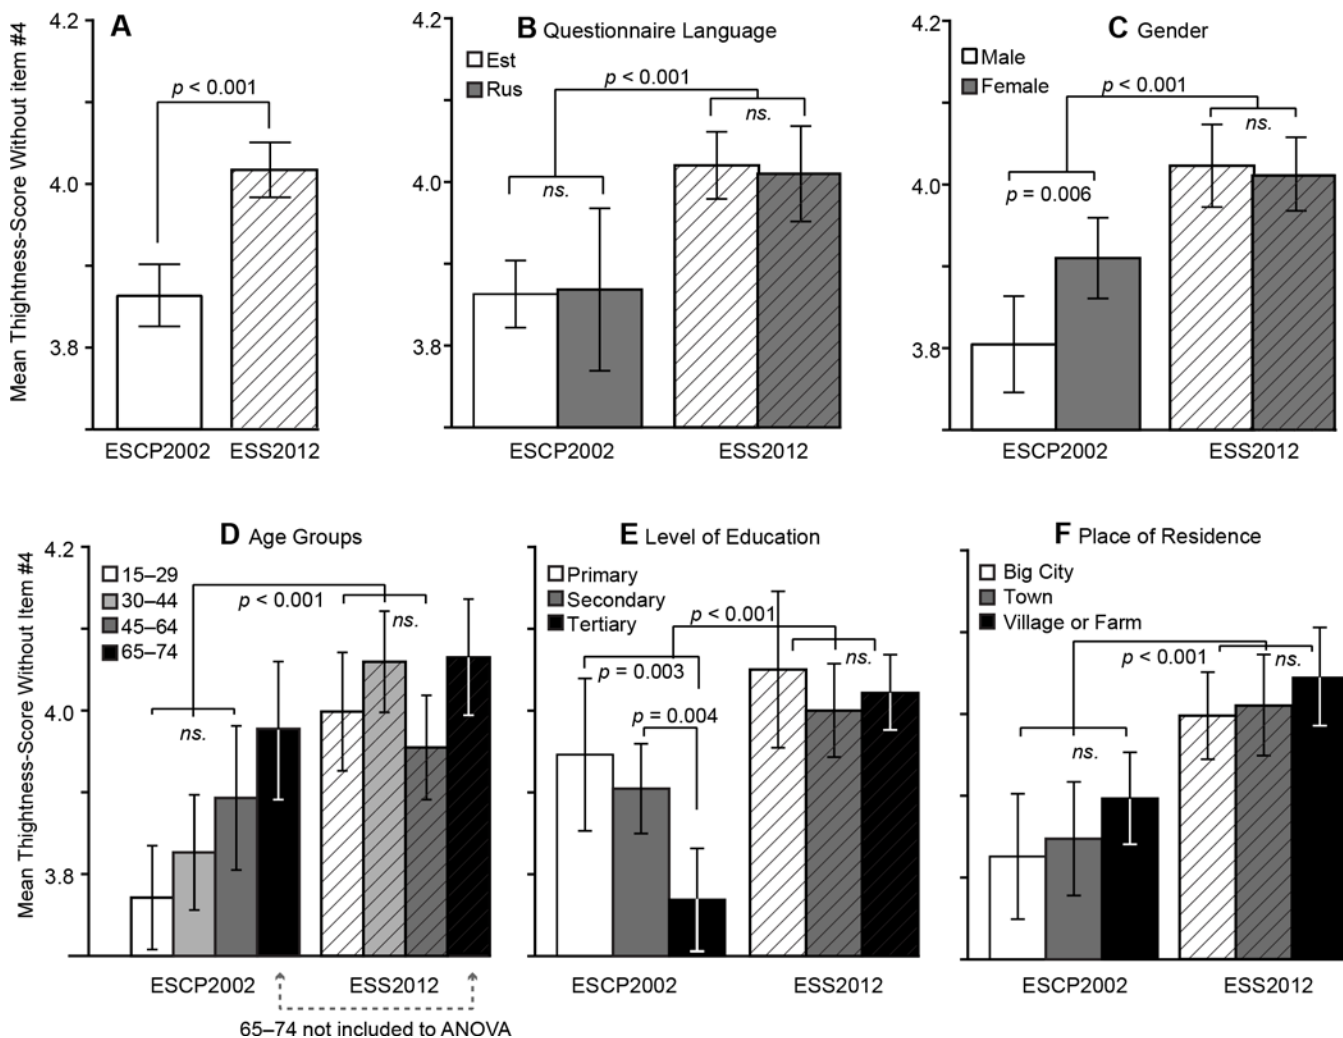 A
Mean Thightness-Score Without item #4
4.2
4.0
3.8
p < 0.001
ESCP2002
ESS2012
B Questionnaire Language
Est
Rus
4.2
4.0
3.8
p < 0.001
ns.
ns.
ESCP2002
ESS2012
C Gender
Male
Female
4.2
4.0
3.8
p < 0.001
ns.
p = 0.006
ESCP2002
ESS2012
D Age Groups
Mean Thightness-Score Without Item #4
4.2
4.0
3.8
15–29
30–44
45–64
65–74
p < 0.001
ns.
ns.
ESCP2002
ESS2012
65–74 not included to ANOVA
E Level of Education
Primary
Secondary
Tertiary
p < 0.001
ns.
p = 0.003
p = 0.004
ESCP2002
ESS2012
F Place of Residence
Big City
Town
Village or Farm
p < 0.001
ns.
ns.
ESCP2002
ESS2012